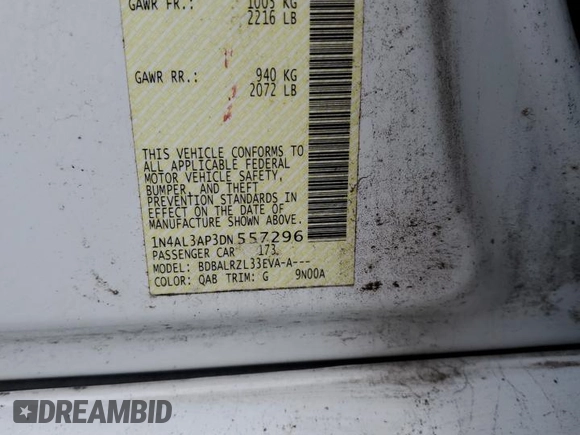 GAWR FR.: 1005 KG
2216 LB
GAWR RR.: 940 KG
2072 LB
THIS VEHICLE CONFORMS TO
ALL APPLICABLE FEDERAL
MOTOR VEHICLE SAFETY,
BUMPER, AND THEFT
PREVENTION STANDARDS IN
EFFECT ON THE DATE OF
MANUFACTURE SHOWN ABOVE.
1N4AL3AP3DN557296
PASSENGER CAR 173
MODEL: BDBALRZL33EVA-A---
COLOR: QAB TRIM: G 9N00A
DREAMBID